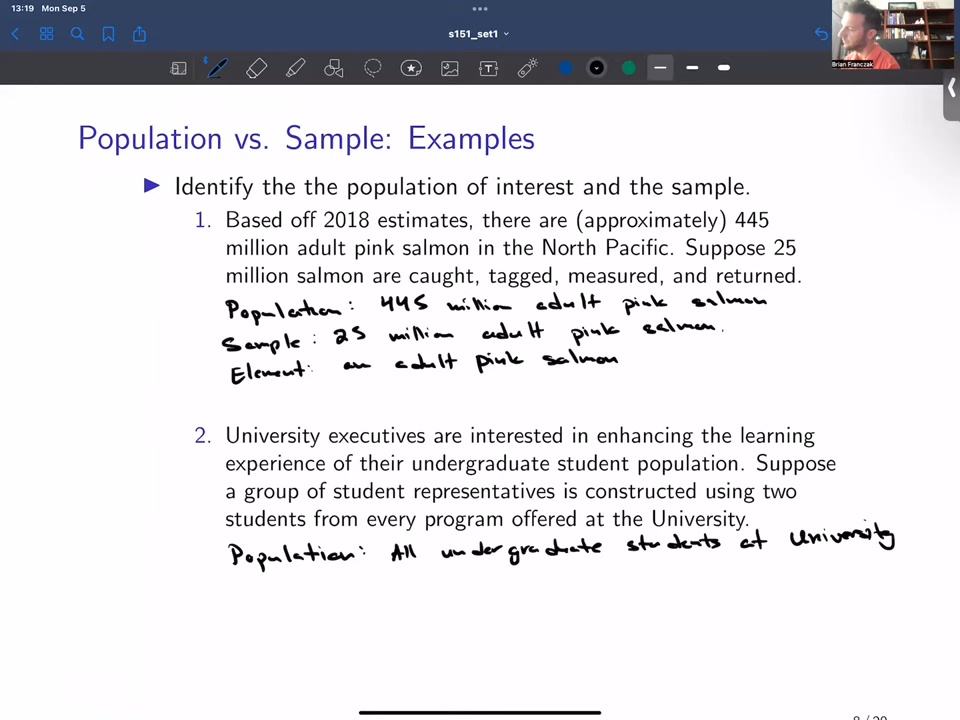 13:19 Mon Sep 5
s151_set1
Brian Franczak
Population vs. Sample: Examples
Identify the the population of interest and the sample.
1. Based off 2018 estimates, there are (approximately) 445
million adult pink salmon in the North Pacific. Suppose 25
million salmon are caught, tagged, measured, and returned.
Population: 445 million adult pink salmon
Sample: 25 million adult pink salmon.
Element: an adult pink salmon
2. University executives are interested in enhancing the learning
experience of their undergraduate student population. Suppose
a group of student representatives is constructed using two
students from every program offered at the University.
Population: All undergraduate students at University